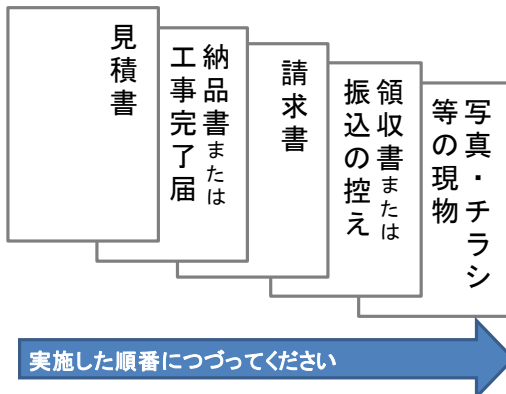 見積書
納品書または
工事完了届
請求書
領収書または
振込の控え
写真・チラシ
等の現物
実施した順番につづってください